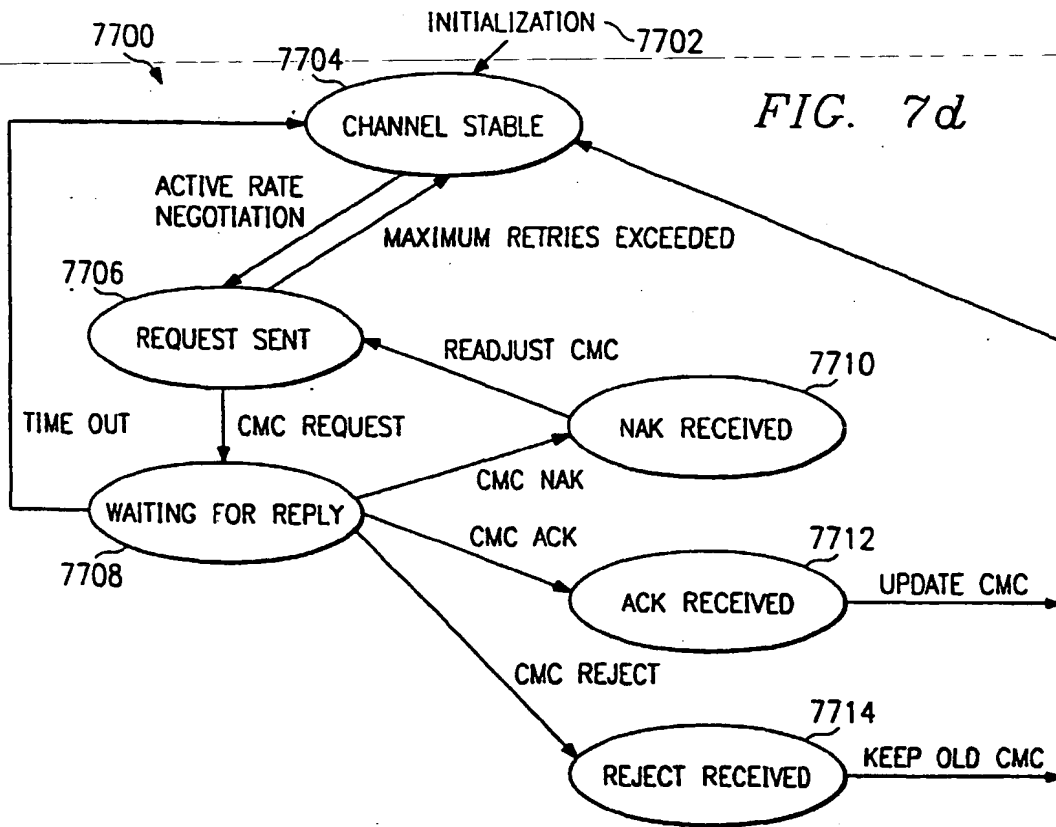 INITIALIZATION
7702
7700
7704
CHANNEL STABLE
FIG. 7d
ACTIVE RATE
NEGOTIATION
MAXIMUM RETRIES EXCEEDED
7706
REQUEST SENT
READJUST CMC
7710
NAK RECEIVED
TIME OUT
CMC REQUEST
CMC NAK
WAITING FOR REPLY
7708
CMC ACK
7712
ACK RECEIVED
UPDATE CMC
CMC REJECT
7714
REJECT RECEIVED
KEEP OLD CMC